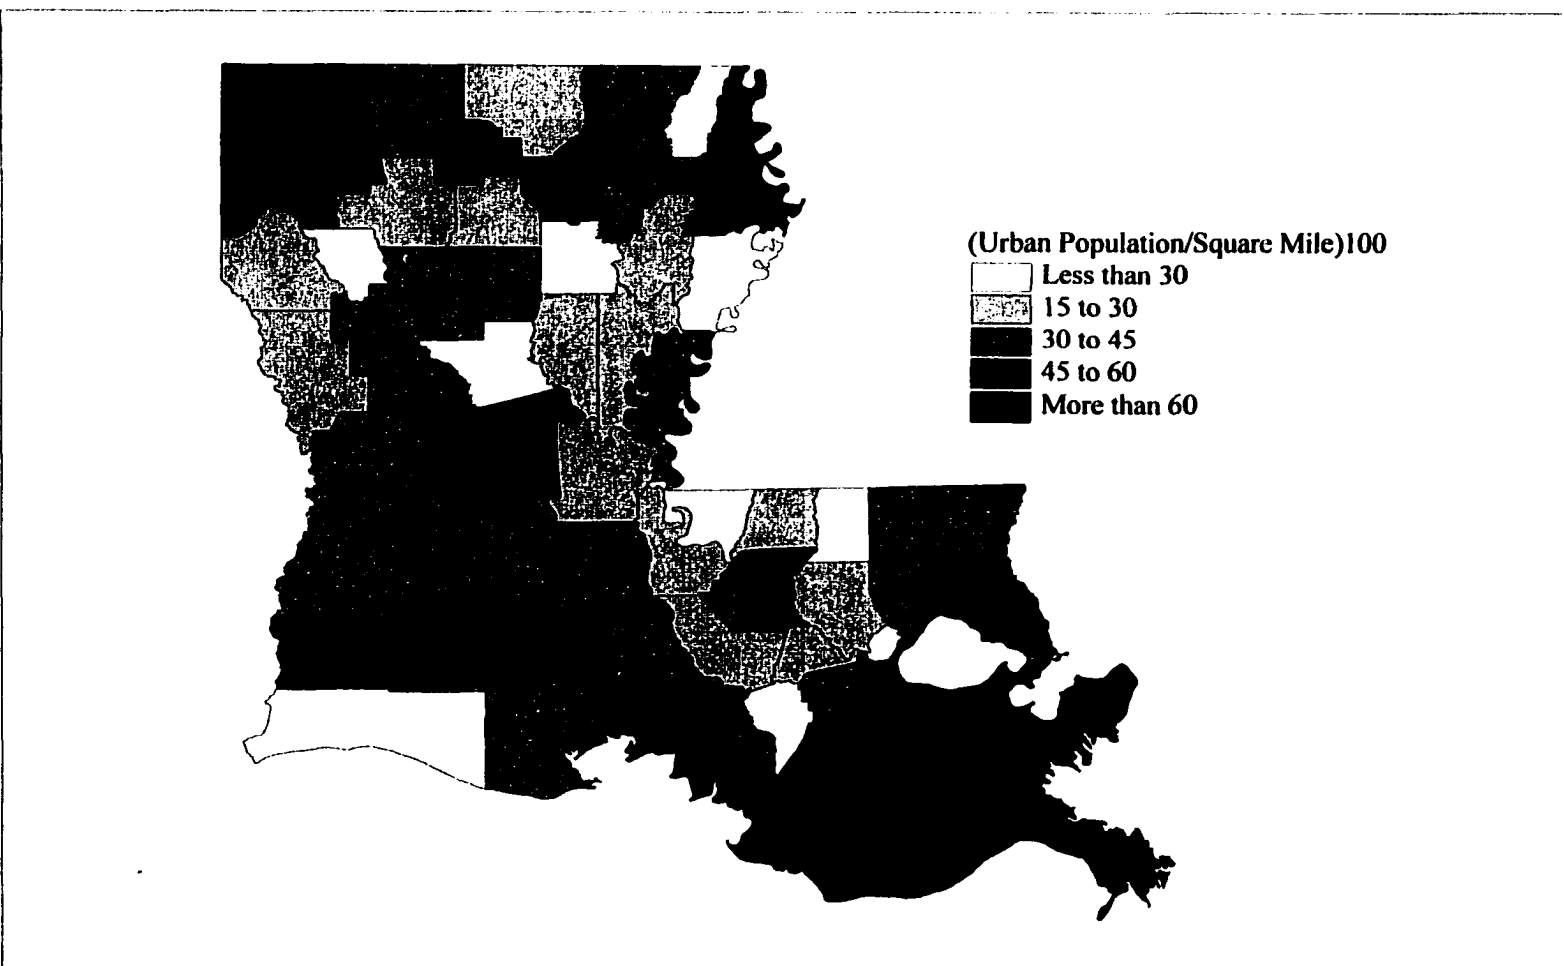 (Urban Population/Square Mile)100
Less than 30
15 to 30
30 to 45
45 to 60
More than 60